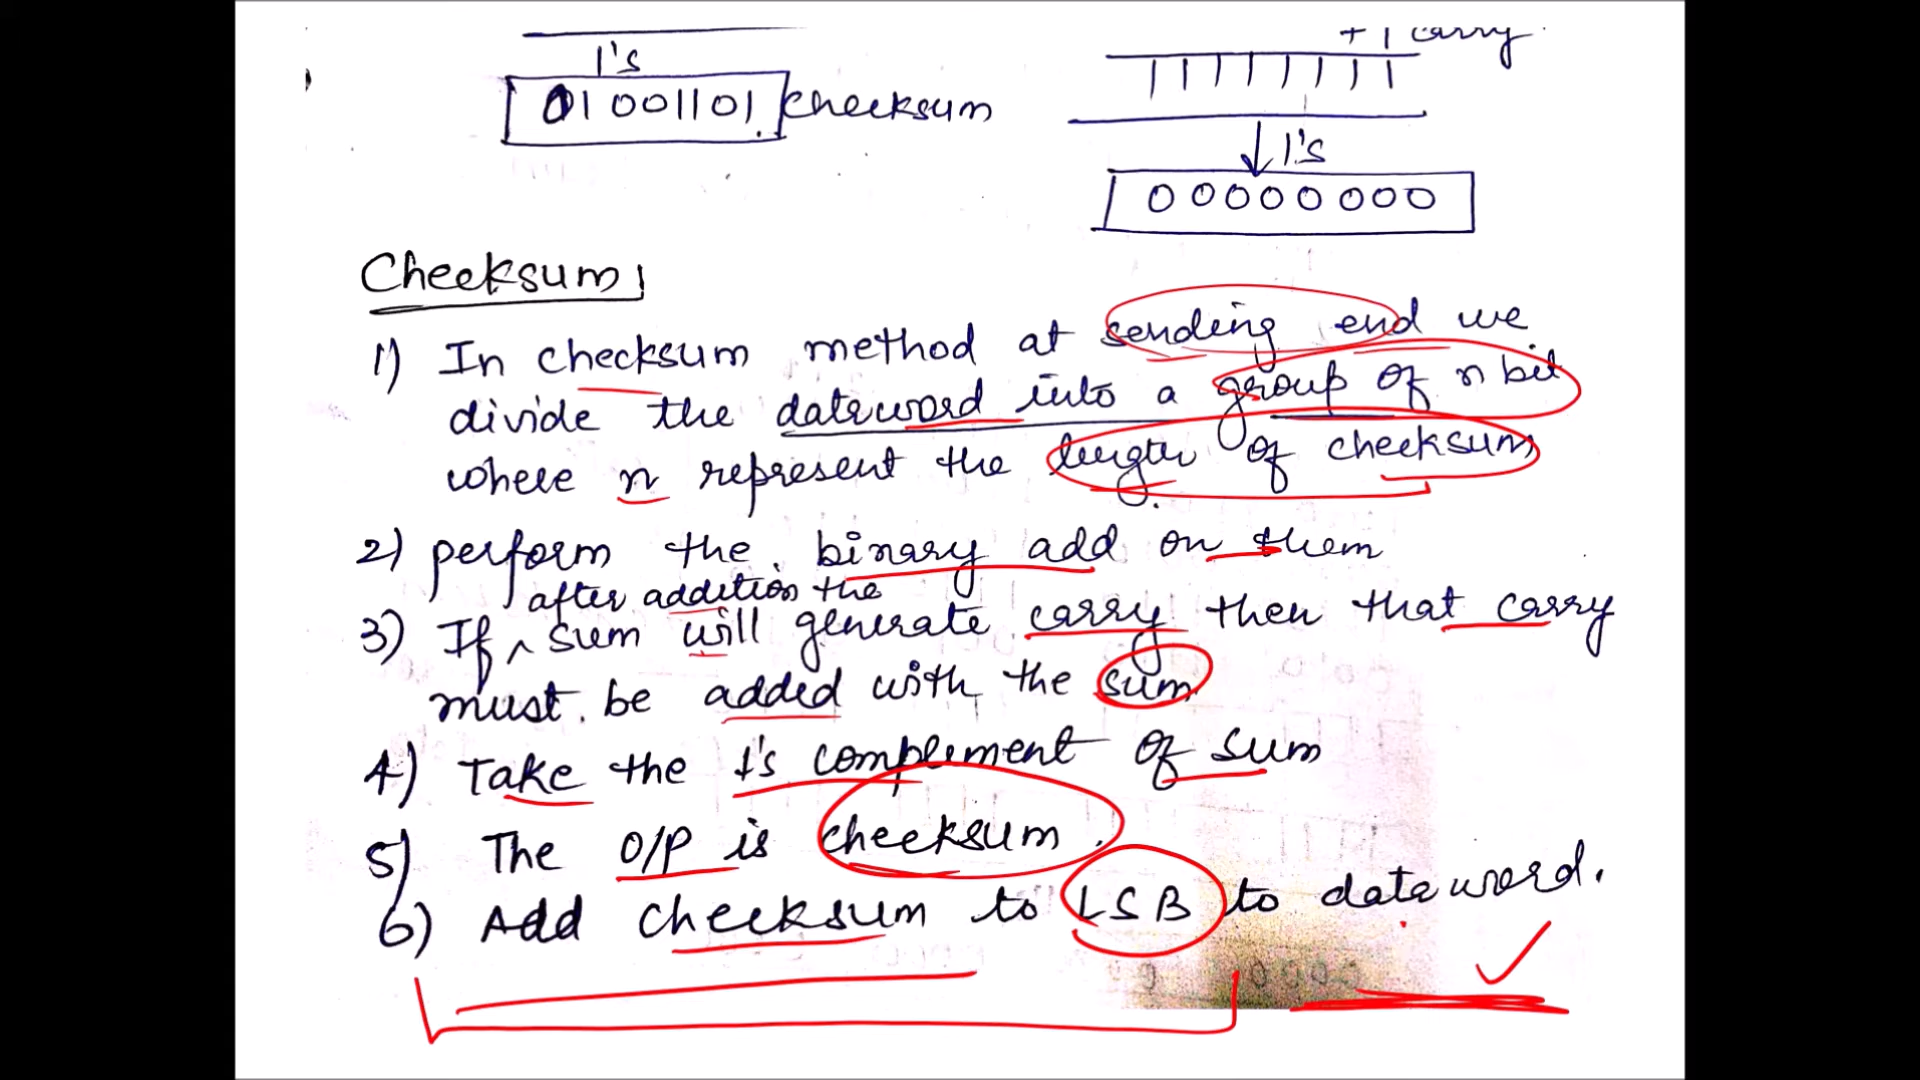 + 1 carry
1's
01001101 checksum
11111111
1's
00000000
Checksum
1) In checksum method at sending end we
divide the dataword into a group of n bit
where n represent the length of checksum
2) perform the binary add on them
after addition the
3) If ^ sum will generate carry then that carry
must be added with the sum
4) Take the 1's complement of sum
5) The O/P is checksum.
6) Add checksum to LSB to dataword.